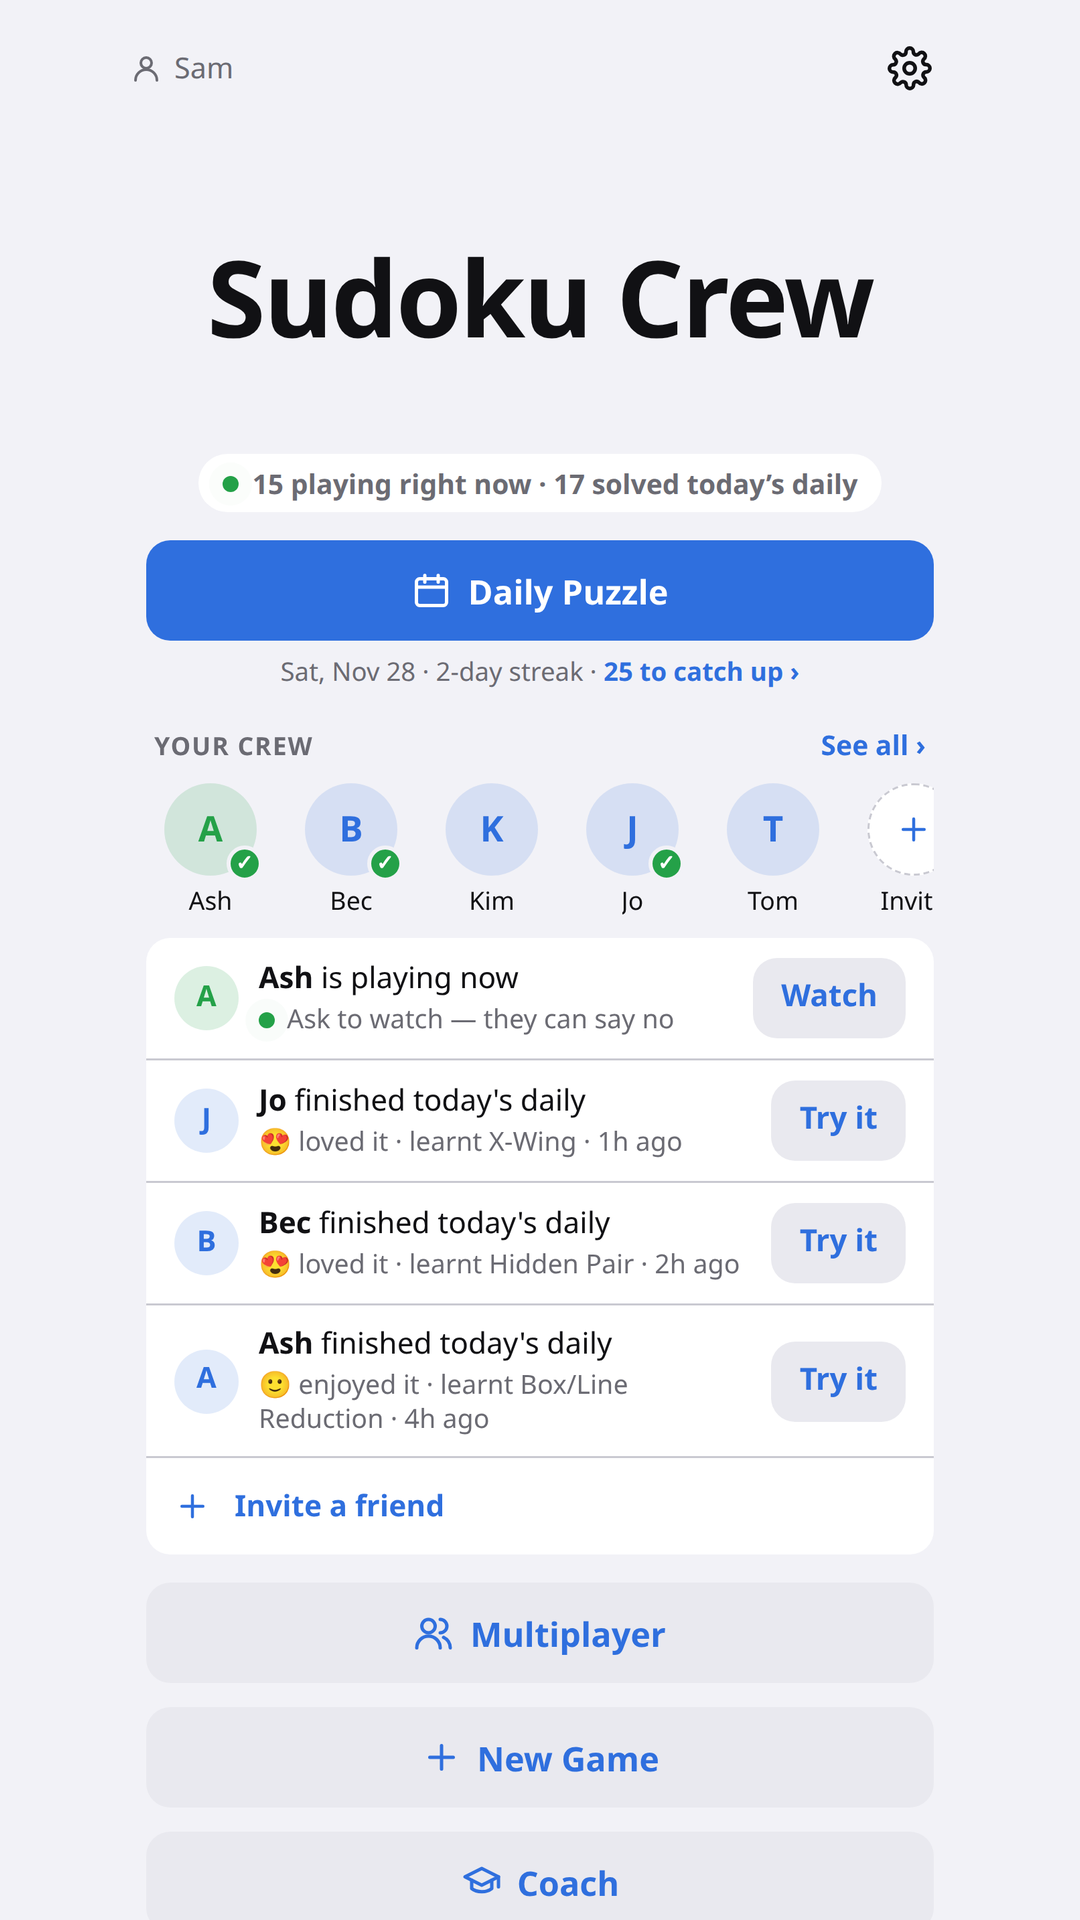 Sam
Sudoku Crew
15 playing right now · 17 solved today’s daily
Daily Puzzle
Sat, Nov 28 · 2-day streak · 25 to catch up ›
YOUR CREW
See all ›
A
B
K
J
T
Ash
Bec
Kim
Jo
Tom
Invit
A
Ash is playing now
Ask to watch — they can say no
Watch
J
Jo finished today's daily
😍 loved it · learnt X-Wing · 1h ago
Try it
B
Bec finished today's daily
😍 loved it · learnt Hidden Pair · 2h ago
Try it
A
Ash finished today's daily
🙂 enjoyed it · learnt Box/Line
Reduction · 4h ago
Try it
Invite a friend
Multiplayer
New Game
Coach